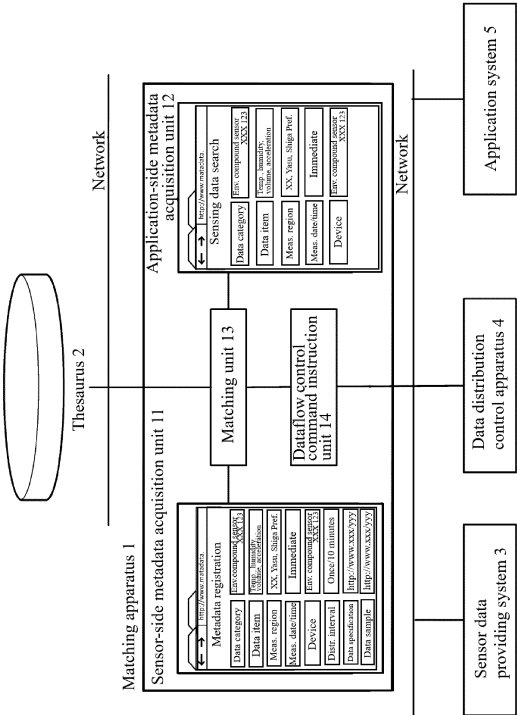 Thesaurus 2
Network
Matching apparatus 1
Sensor-side metadata acquisition unit 11
http://www.matadata.
Metadata registration
Data category
Env.compound sensor
XXX 123
Data item
Temp., humidity,
volume, acceleration
Meas. region
XX, Yasu, Shiga Pref.
Meas. date/time
Immediate
Device
Env. compound sensor
XXX 123
Distr. interval
Once/10 minutes
Data specification
http://www.xxx/yyy
Data sample
http://www.xxx/yyy
Matching unit 13
Dataflow control
command instruction
unit 14
Application-side metadata
acquisition unit 12
http://www.matadata.
Sensing data search
Data category
Env. compound sensor
XXX 123
Data item
Temp., humidity,
volume, acceleration
Meas. region
XX, Yasu, Shiga Pref.
Meas. date/time
Immediate
Device
Env. compound sensor
XXX 123
Network
Sensor data
providing system 3
Data distribution
control apparatus 4
Application system 5